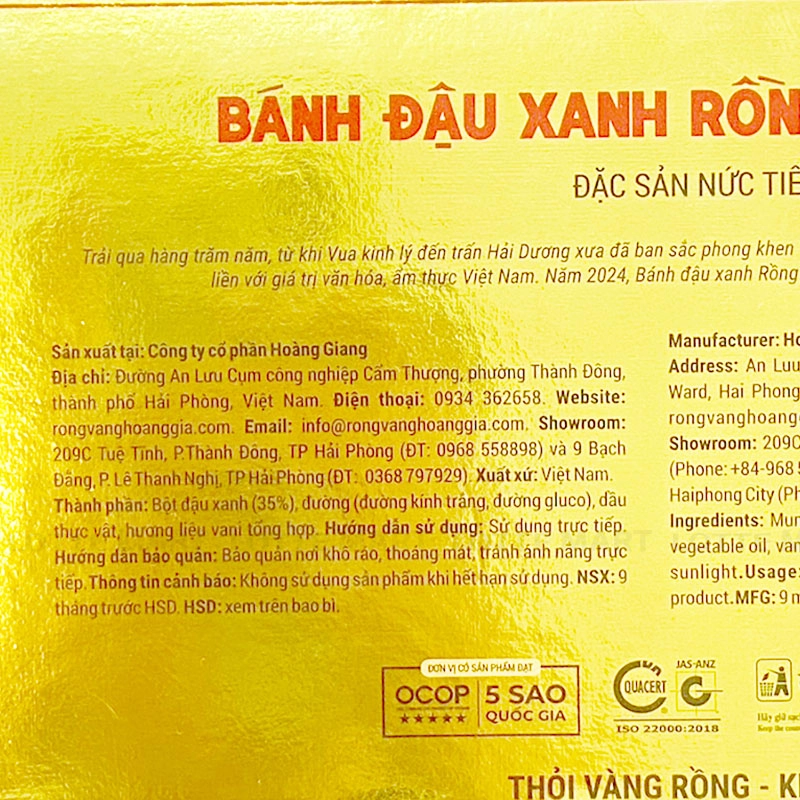 BÁNH ĐẬU XANH RỒN
ĐẶC SẢN NỨC TIÊ
Trải qua hàng trăm năm, từ khi Vua kinh lý đến trấn Hải Dương xưa đã ban sắc phong khen
liền với giá trị văn hóa, ẩm thực Việt Nam. Năm 2024, Bánh đậu xanh Rồng
Sản xuất tại: Công ty cổ phần Hoàng Giang
Địa chỉ: Đường An Lưu Cụm công nghiệp Cẩm Thượng, phường Thành Đông,
thành phố Hải Phòng, Việt Nam. Điện thoại: 0934 362658. Website:
rongvanghoanggia.com. Email: info@rongvanghoanggia.com. Showroom:
209C Tuệ Tĩnh, P.Thành Đông, TP Hải Phòng (ĐT: 0968 558898) và 9 Bạch
Đằng, P. Lê Thanh Nghị, TP Hải Phòng (ĐT: 0368 797929). Xuất xứ: Việt Nam.
Thành phần: Bột đậu xanh (35%), đường (đường kính trắng, đường gluco), dầu
thực vật, hương liệu vani tổng hợp. Hướng dẫn sử dụng: Sử dụng trực tiếp.
Hướng dẫn bảo quản: Bảo quản nơi khô ráo, thoáng mát, tránh ánh nắng trực
tiếp. Thông tin cảnh báo: Không sử dụng sản phẩm khi hết hạn sử dụng. NSX: 9
tháng trước HSD. HSD: xem trên bao bì.
Manufacturer: Ho
Address: An Luu
Ward, Hai Phong
rongvanghoangg
Showroom: 209C
(Phone: +84-968 5
Haiphong City (Ph
Ingredients: Mun
vegetable oil, van
sunlight.Usage:
product.MFG: 9 m
ĐƠN VỊ CÓ SẢN PHẨM ĐẠT
OCOP 5 SAO
QUỐC GIA
QUACERT
JAS-ANZ
ISO 22000:2018
Hãy giữ sạc
Keep the coun
THỎI VÀNG RỒNG - K